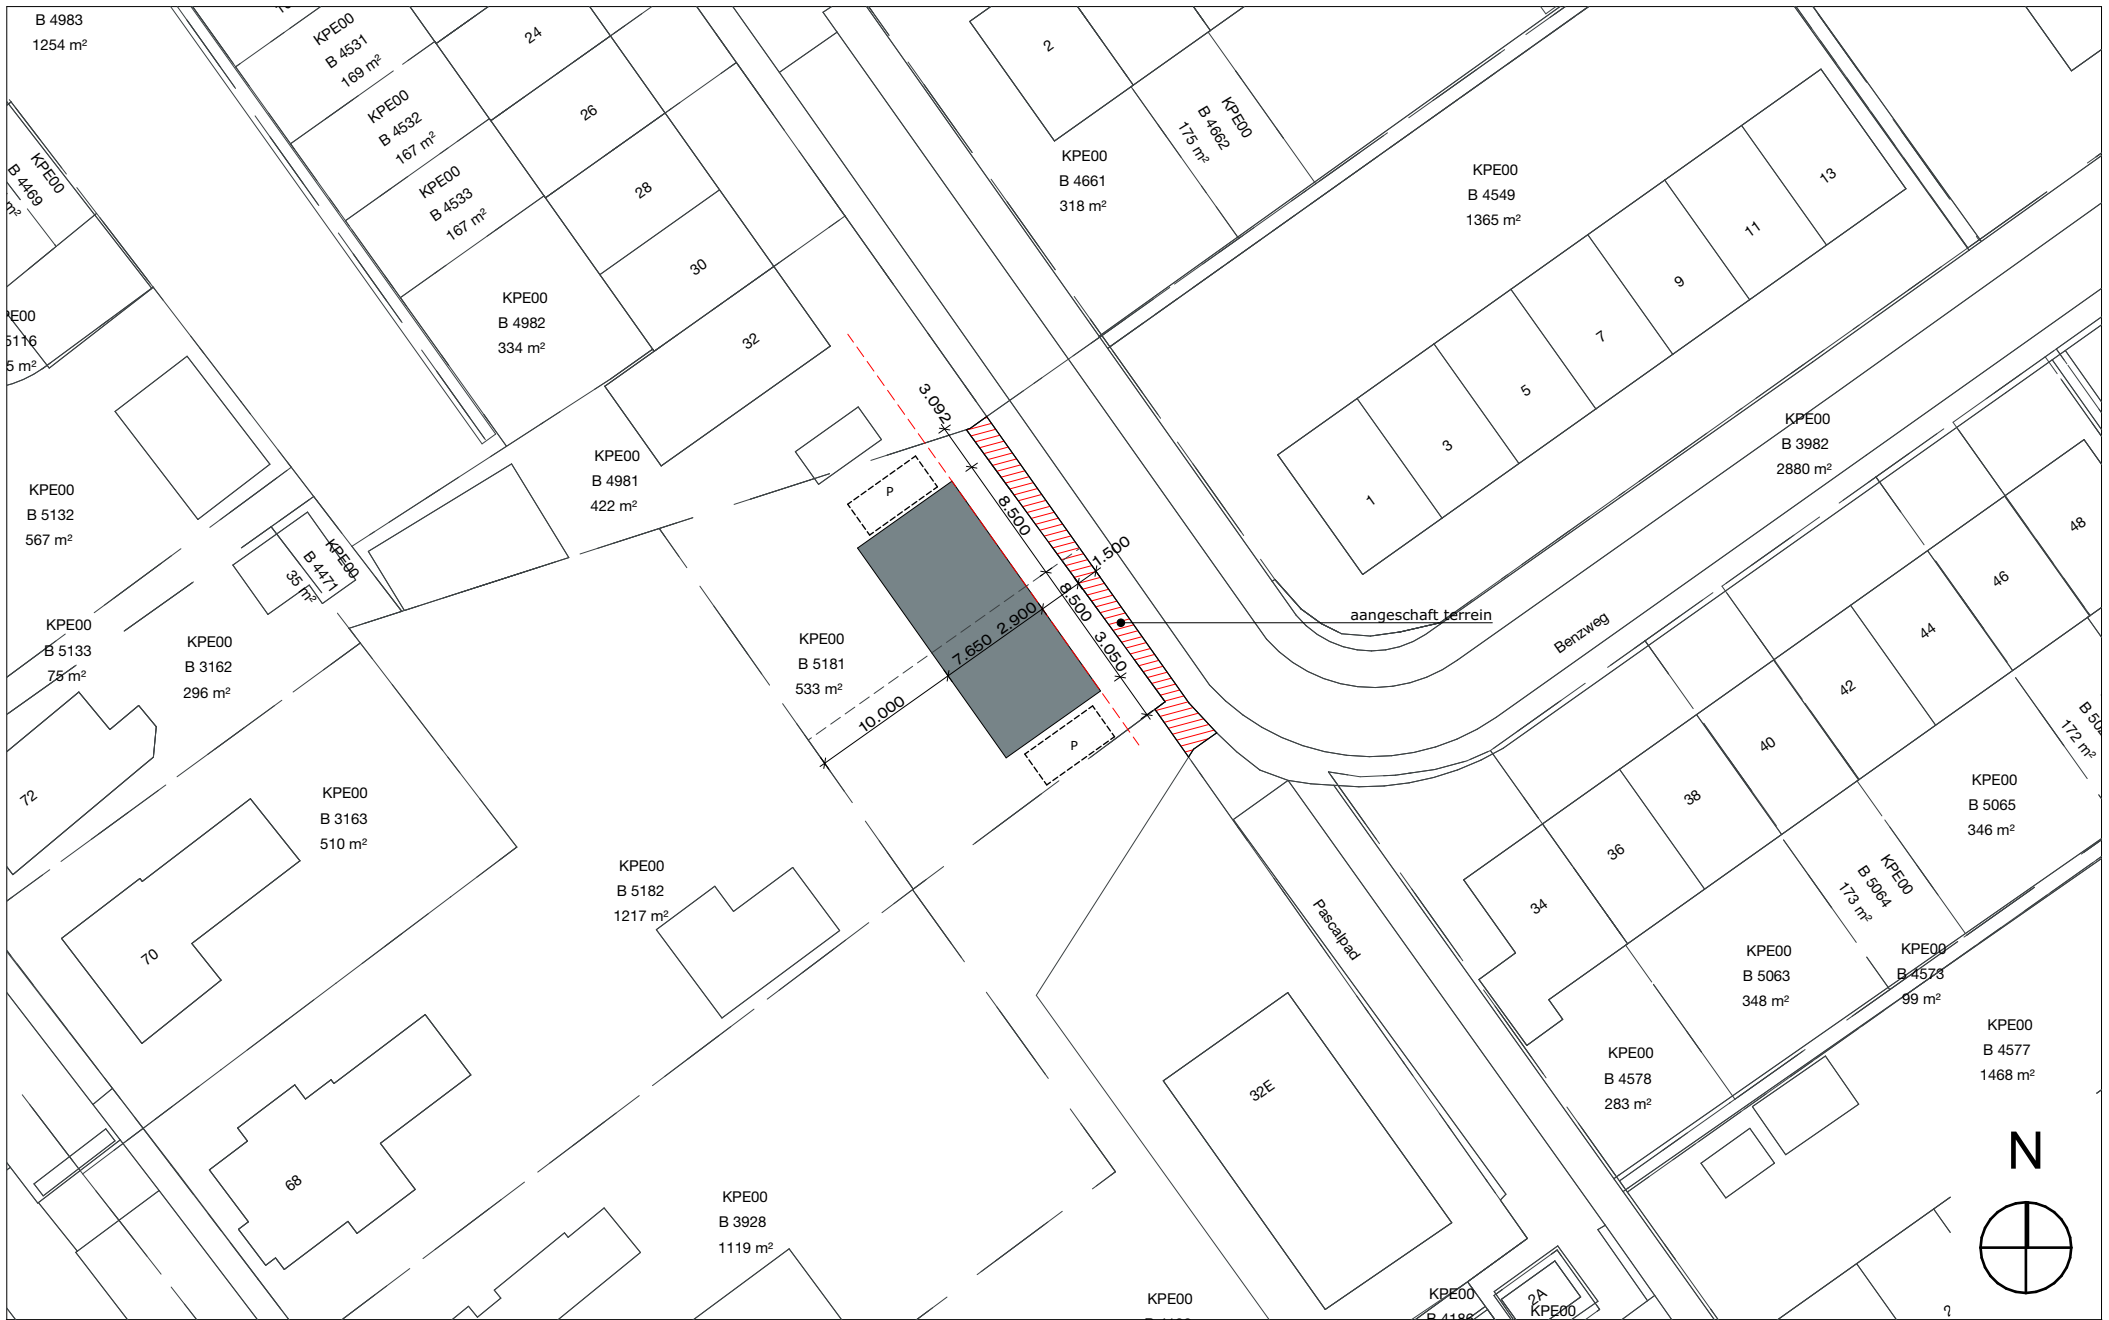 B 4983
1254 m²
KPE00
B 4531
169 m²
KPE00
B 4532
167 m²
KPE00
B 4533
167 m²
24
26
28
30
32
2
KPE00
B 4662
175 m²
KPE00
B 4661
318 m²
KPE00
B 4549
1365 m²
13
11
9
7
5
3
1
KPE00
B 4469
m²
KPE00
B 4982
334 m²
5 m²
KPE00
B 4981
422 m²
KPE00
B 3982
2880 m²
KPE00
B 5132
567 m²
KPE00
B 4471
35 m²
KPE00
B 5133
75 m²
KPE00
B 3162
296 m²
3.092
8.500
8.500
3.050
1.500
2.900
7.650
10.000
P
P
aangeschaft terrein
KPE00
B 5181
533 m²
Benzweg
48
46
44
42
40
38
36
34
172 m²
72
KPE00
B 3163
510 m²
KPE00
B 5182
1217 m²
KPE00
B 5065
346 m²
KPE00
B 5064
173 m²
Pascalpad
70
KPE00
B 5063
348 m²
KPE00
B 4573
99 m²
KPE00
B 4578
283 m²
KPE00
B 4577
1468 m²
32E
68
KPE00
B 3928
1119 m²
N
KPE00
KPE00
B 4186
2A
KPE00